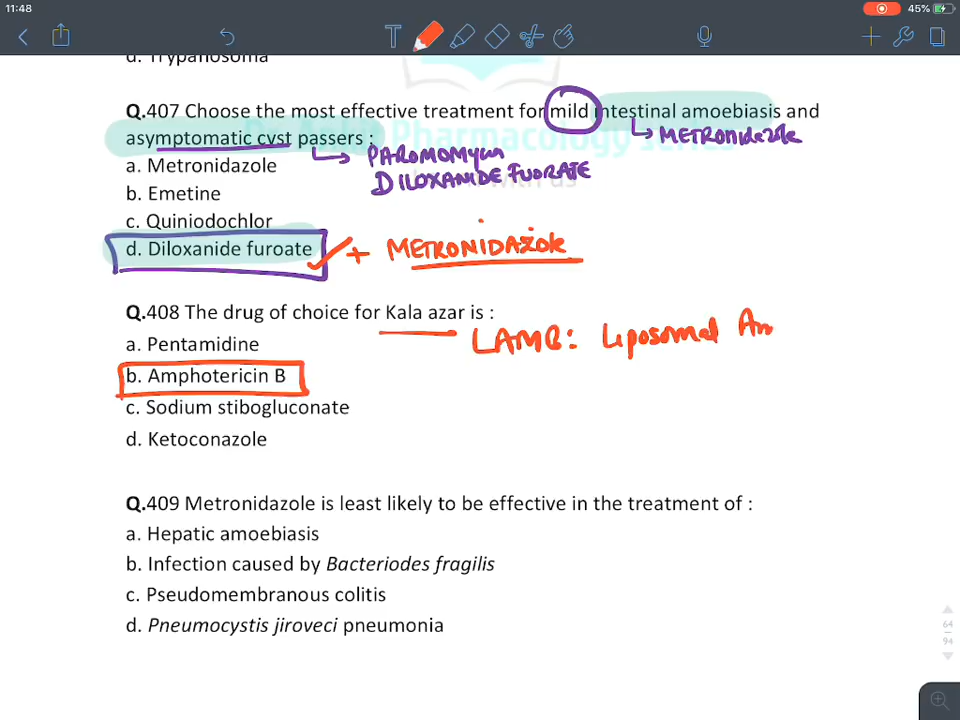 11:48
45%
T
d. Trypanosoma
Q.407 Choose the most effective treatment for mild intestinal amoebiasis and
METRONIDAZOLE
asymptomatic cyst passers :
PAROMOMYCIN
a. Metronidazole
DILOXANIDE FUORATE
b. Emetine
c. Quiniodochlor
d. Diloxanide furoate + METRONIDAZOLE
Q.408 The drug of choice for Kala azar is :
LAMB: Liposomal Am
a. Pentamidine
b. Amphotericin B
c. Sodium stibogluconate
d. Ketoconazole
Q.409 Metronidazole is least likely to be effective in the treatment of :
a. Hepatic amoebiasis
b. Infection caused by Bacteriodes fragilis
c. Pseudomembranous colitis
d. Pneumocystis jiroveci pneumonia
64
94